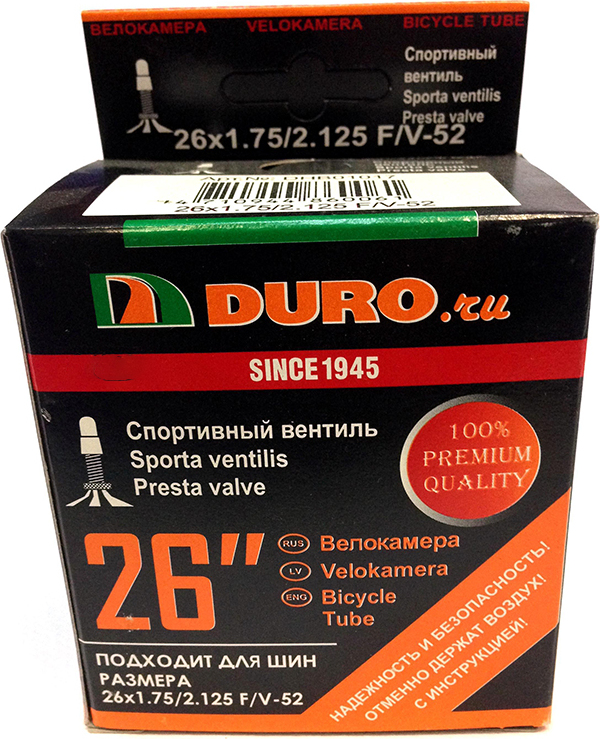 ВЕЛОКАМЕРА VELOKAMERA BICYCLE TUBE
Спортивный
вентиль
Sporta ventilis
Presta valve
26x1.75/2.125 F/V-52
26x1.75/2.125 F/V-52
DURO.ru
SINCE 1945
Спортивный вентиль
Sporta ventilis
Presta valve
100%
PREMIUM
QUALITY
26"
RUS Велокамера
LV Velokamera
ENG Bicycle
Tube
ПОДХОДИТ ДЛЯ ШИН
РАЗМЕРА
26x1.75/2.125 F/V-52
НАДЕЖНОСТЬ И БЕЗОПАСНОСТЬ!
ОТМЕННО ДЕРЖАТ ВОЗДУХ!
С ИНСТРУКЦИЕЙ!